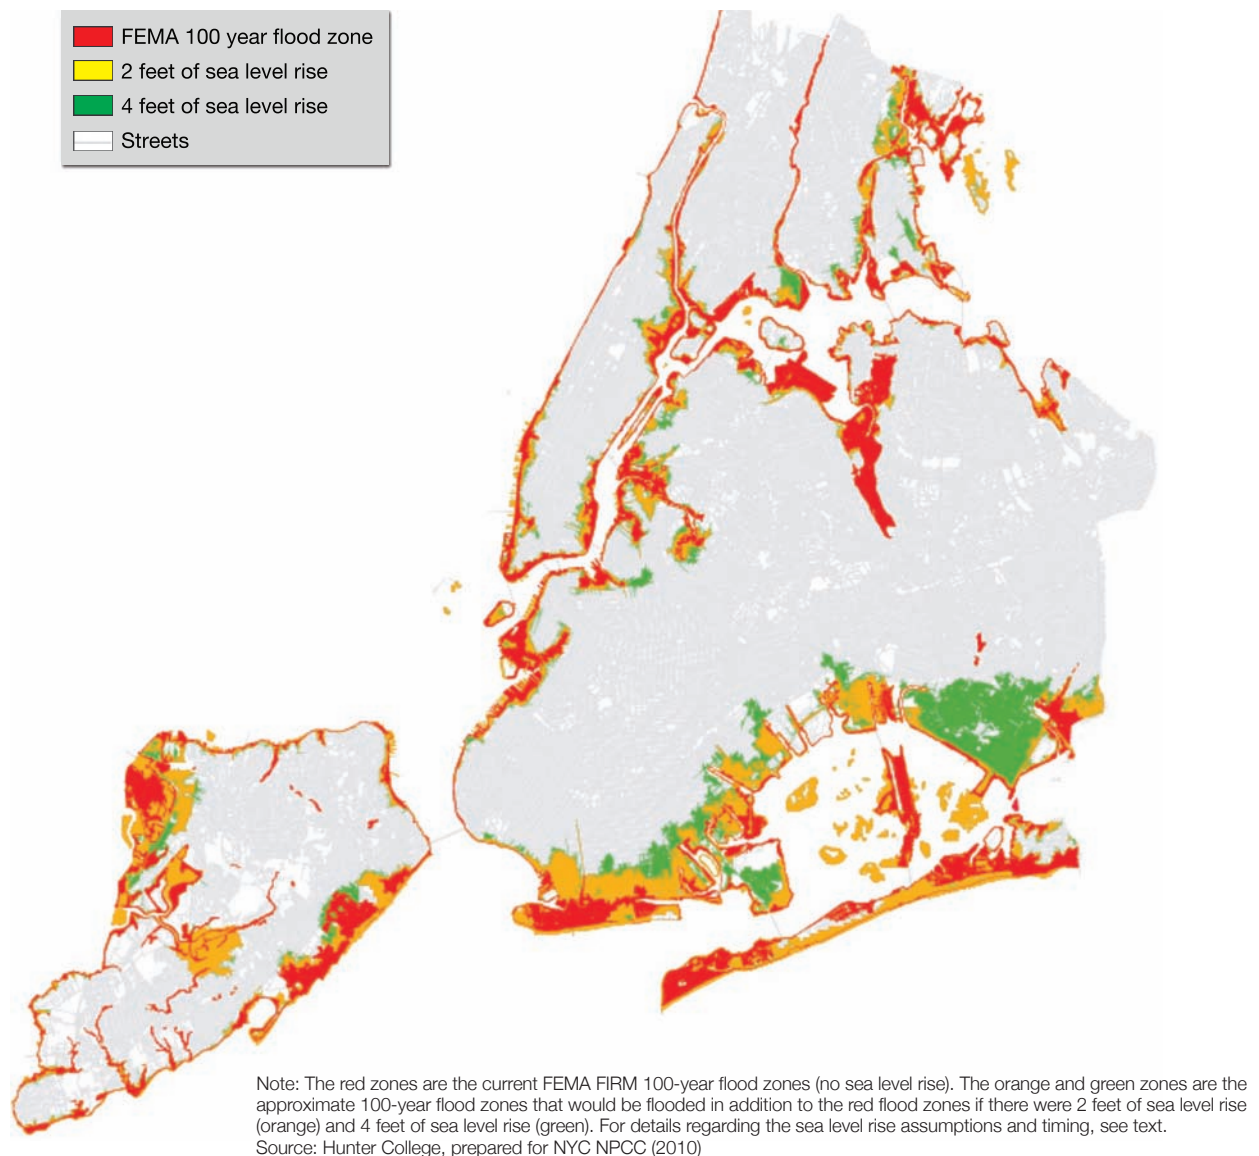 FEMA 100 year flood zone
2 feet of sea level rise
4 feet of sea level rise
Streets
Note: The red zones are the current FEMA FIRM 100-year flood zones (no sea level rise). The orange and green zones are the
approximate 100-year flood zones that would be flooded in addition to the red flood zones if there were 2 feet of sea level rise
(orange) and 4 feet of sea level rise (green). For details regarding the sea level rise assumptions and timing, see text.
Source: Hunter College, prepared for NYC NPCC (2010)